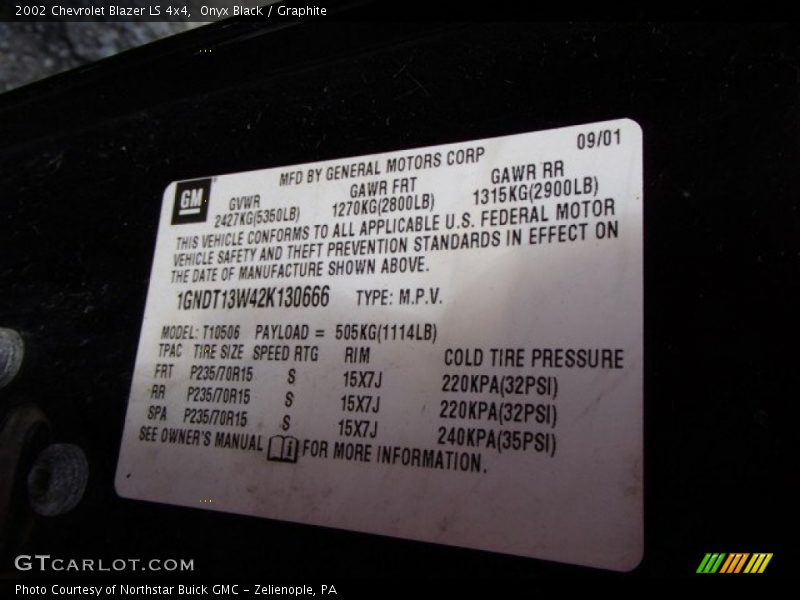 2002 Chevrolet Blazer LS 4x4,  Onyx Black / Graphite
09/01
MFD BY GENERAL MOTORS CORP
GM
GVWR GAWR FRT GAWR RR
2427KG(5350LB) 1270KG(2800LB) 1315KG(2900LB)
THIS VEHICLE CONFORMS TO ALL APPLICABLE U.S. FEDERAL MOTOR
VEHICLE SAFETY AND THEFT PREVENTION STANDARDS IN EFFECT ON
THE DATE OF MANUFACTURE SHOWN ABOVE.
1GNDT13W42K130666 TYPE: M.P.V.
MODEL: T10506 PAYLOAD = 505KG(1114LB)
TPAC TIRE SIZE SPEED RTG RIM COLD TIRE PRESSURE
FRT P235/70R15 S 15X7J 220KPA(32PSI)
RR P235/70R15 S 15X7J 220KPA(32PSI)
SPA P235/70R15 S 15X7J 240KPA(35PSI)
SEE OWNER'S MANUAL i FOR MORE INFORMATION.
GTCARLOT.COM
Photo Courtesy of Northstar Buick GMC - Zelienople, PA